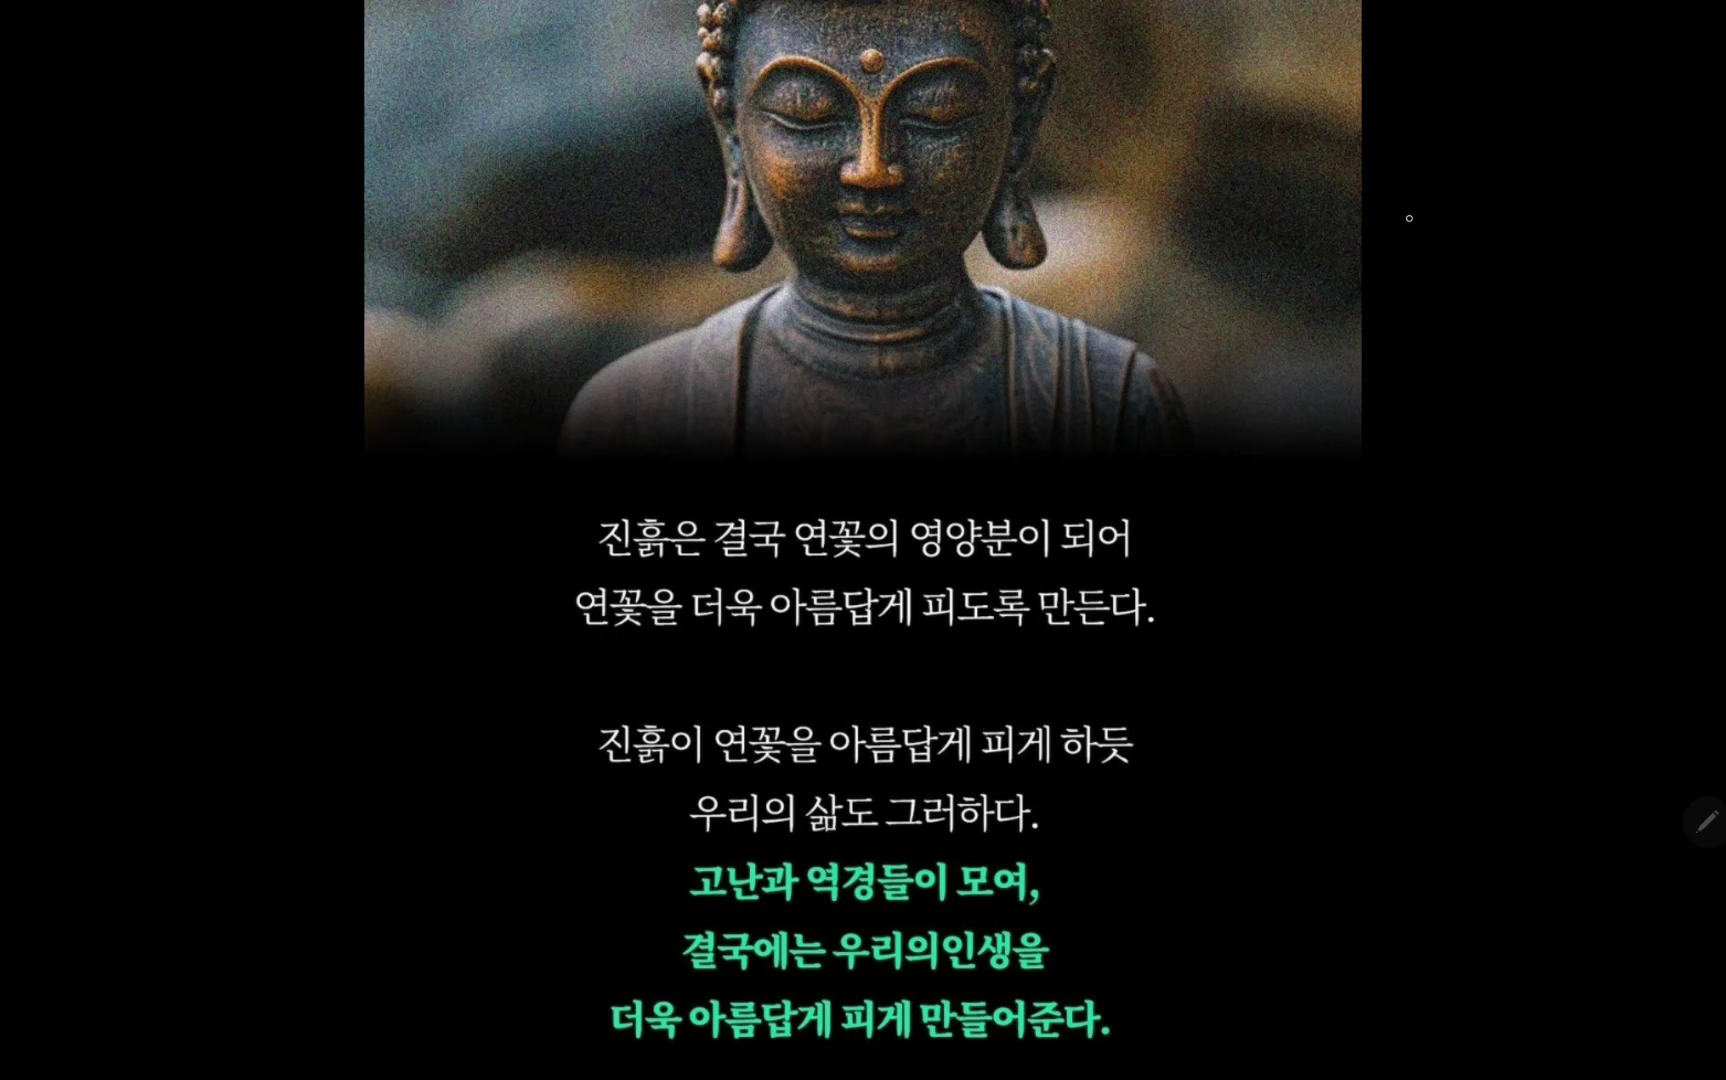 진흙은 결국 연꽃의 영양분이 되어
연꽃을 더욱 아름답게 피도록 만든다.
진흙이 연꽃을 아름답게 피게 하듯
우리의 삶도 그러하다.
고난과 역경들이 모여,
결국에는 우리의인생을
더욱 아름답게 피게 만들어준다.